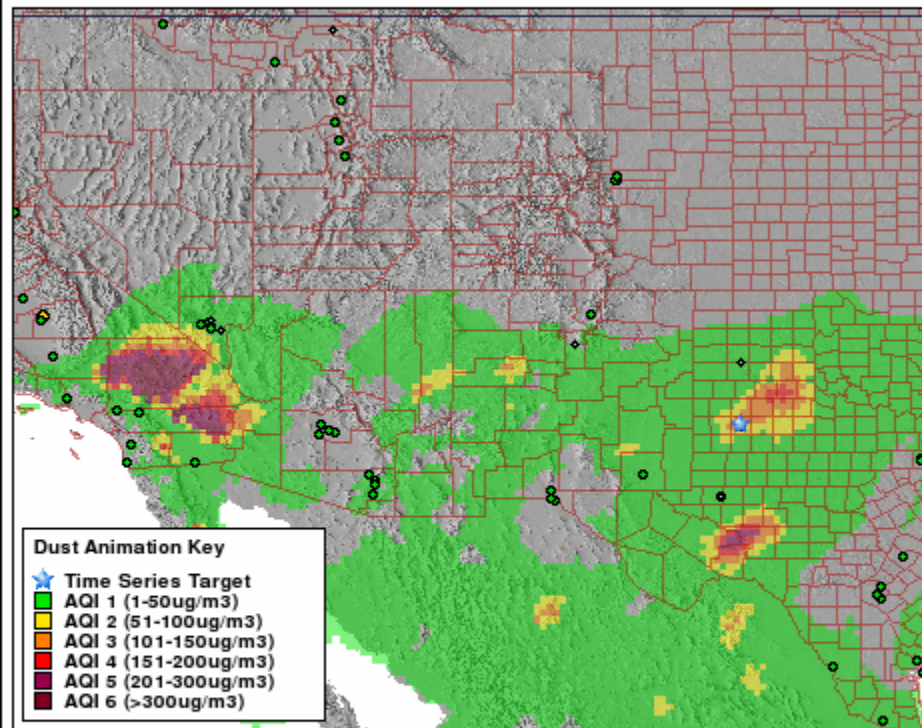 Dust Animation Key
Time Series Target
AQI 1 (1-50ug/m3)
AQI 2 (51-100ug/m3)
AQI 3 (101-150ug/m3)
AQI 4 (151-200ug/m3)
AQI 5 (201-300ug/m3)
AQI 6 (>300ug/m3)